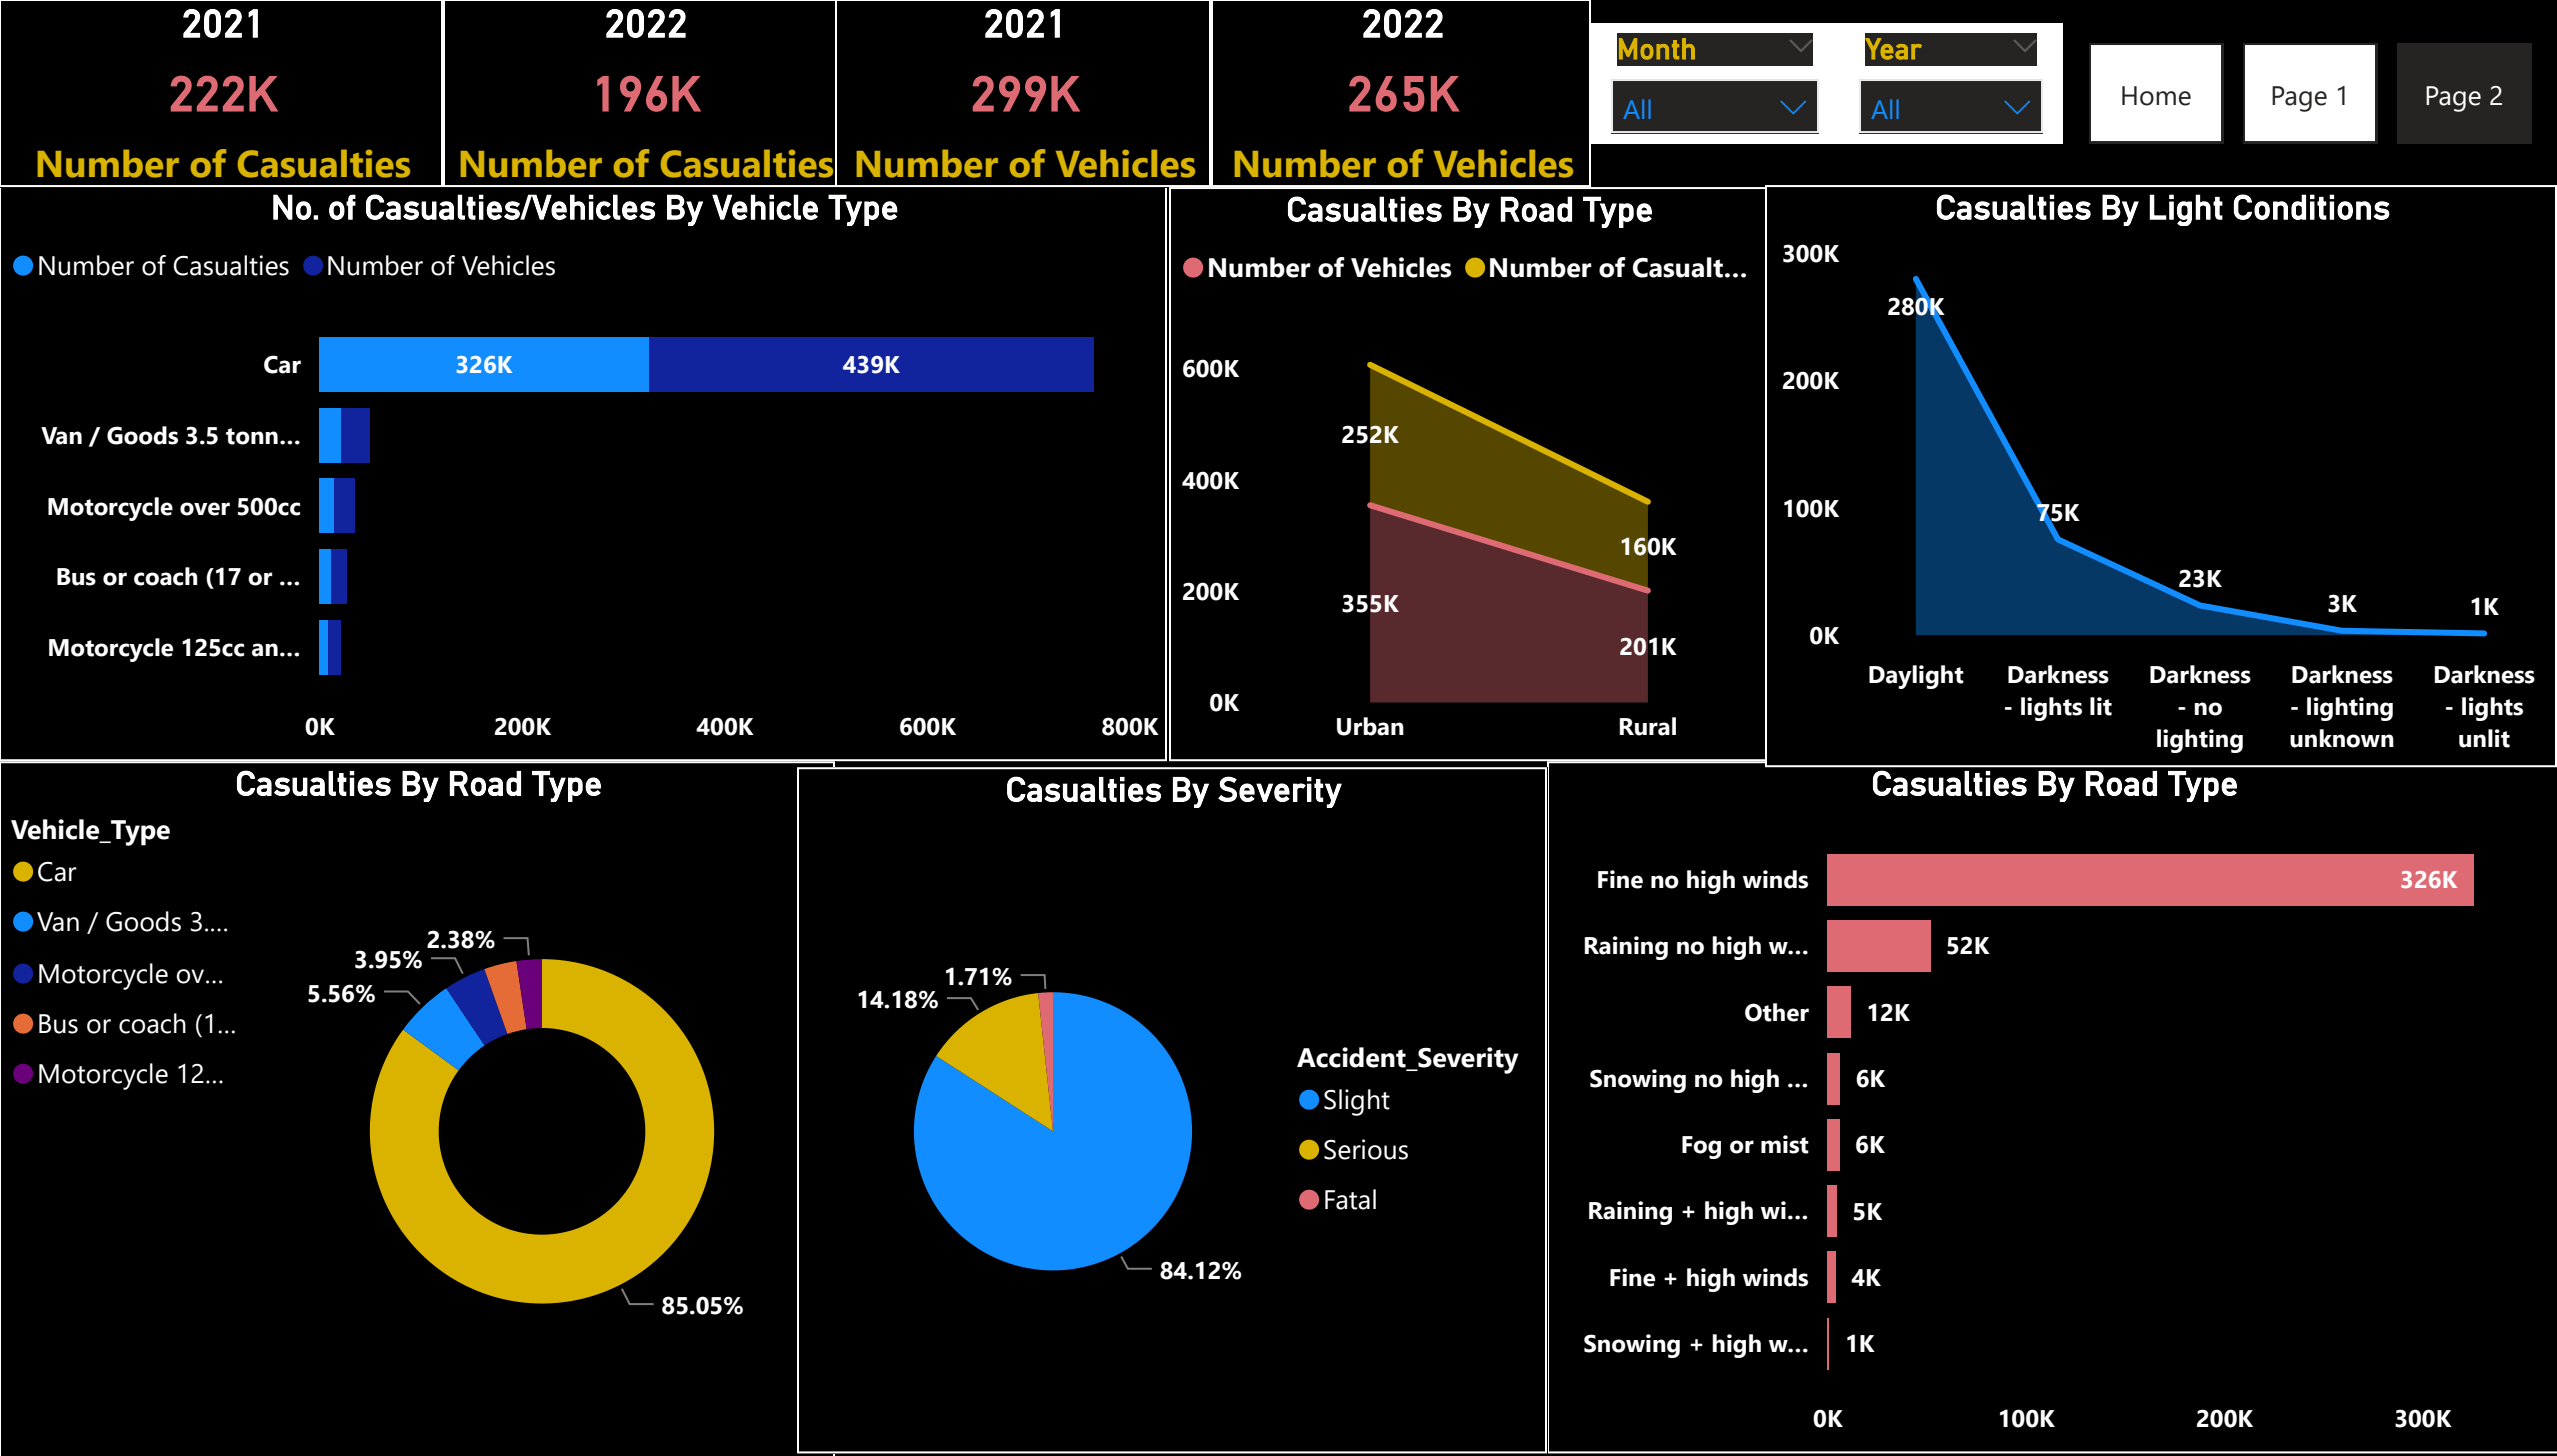 2021
222K
Number of Casualties
2022
196K
Number of Casualties
2021
299K
Number of Vehicles
2022
265K
Number of Vehicles
Month
All
Year
All
Home
Page 1
Page 2
No. of Casualties/Vehicles By Vehicle Type
Number of Casualties Number of Vehicles
Car 326K 439K
Van / Goods 3.5 tonn...
Motorcycle over 500cc
Bus or coach (17 or ...
Motorcycle 125cc an...
0K 200K 400K 600K 800K
Casualties By Road Type
Number of Vehicles Number of Casualt...
600K
400K
200K
0K
252K
160K
355K
201K
Urban Rural
Casualties By Light Conditions
300K
200K
100K
0K
280K
75K
23K
3K
1K
Daylight
Darkness
- lights lit
Darkness
- no
lighting
Darkness
- lighting
unknown
Darkness
- lights
unlit
Casualties By Road Type
Vehicle_Type
Car
Van / Goods 3....
Motorcycle ov...
Bus or coach (1...
Motorcycle 12...
2.38%
3.95%
5.56%
85.05%
Casualties By Severity
1.71%
14.18%
84.12%
Accident_Severity
Slight
Serious
Fatal
Casualties By Road Type
Fine no high winds 326K
Raining no high w... 52K
Other 12K
Snowing no high ... 6K
Fog or mist 6K
Raining + high wi... 5K
Fine + high winds 4K
Snowing + high w... 1K
0K 100K 200K 300K